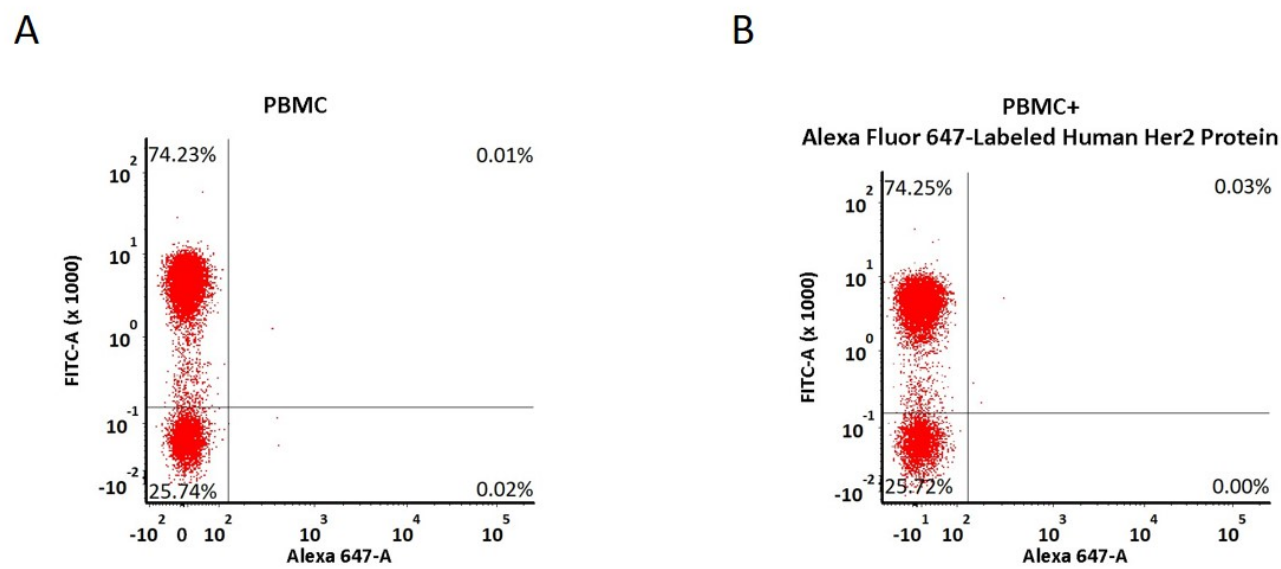 A
B
PBMC
PBMC+
Alexa Fluor 647-Labeled Human Her2 Protein
74.23%
0.01%
10^2
10^1
10^0
10^-1
-10^-2
FITC-A (x 1000)
25.74%
0.02%
-10^2 0 10^2 10^3 10^4 10^5
Alexa 647-A
74.25%
0.03%
10^2
10^1
10^0
10^-1
-10^-2
FITC-A (x 1000)
25.72%
0.00%
-10^1 10^2 10^3 10^4 10^5
Alexa 647-A